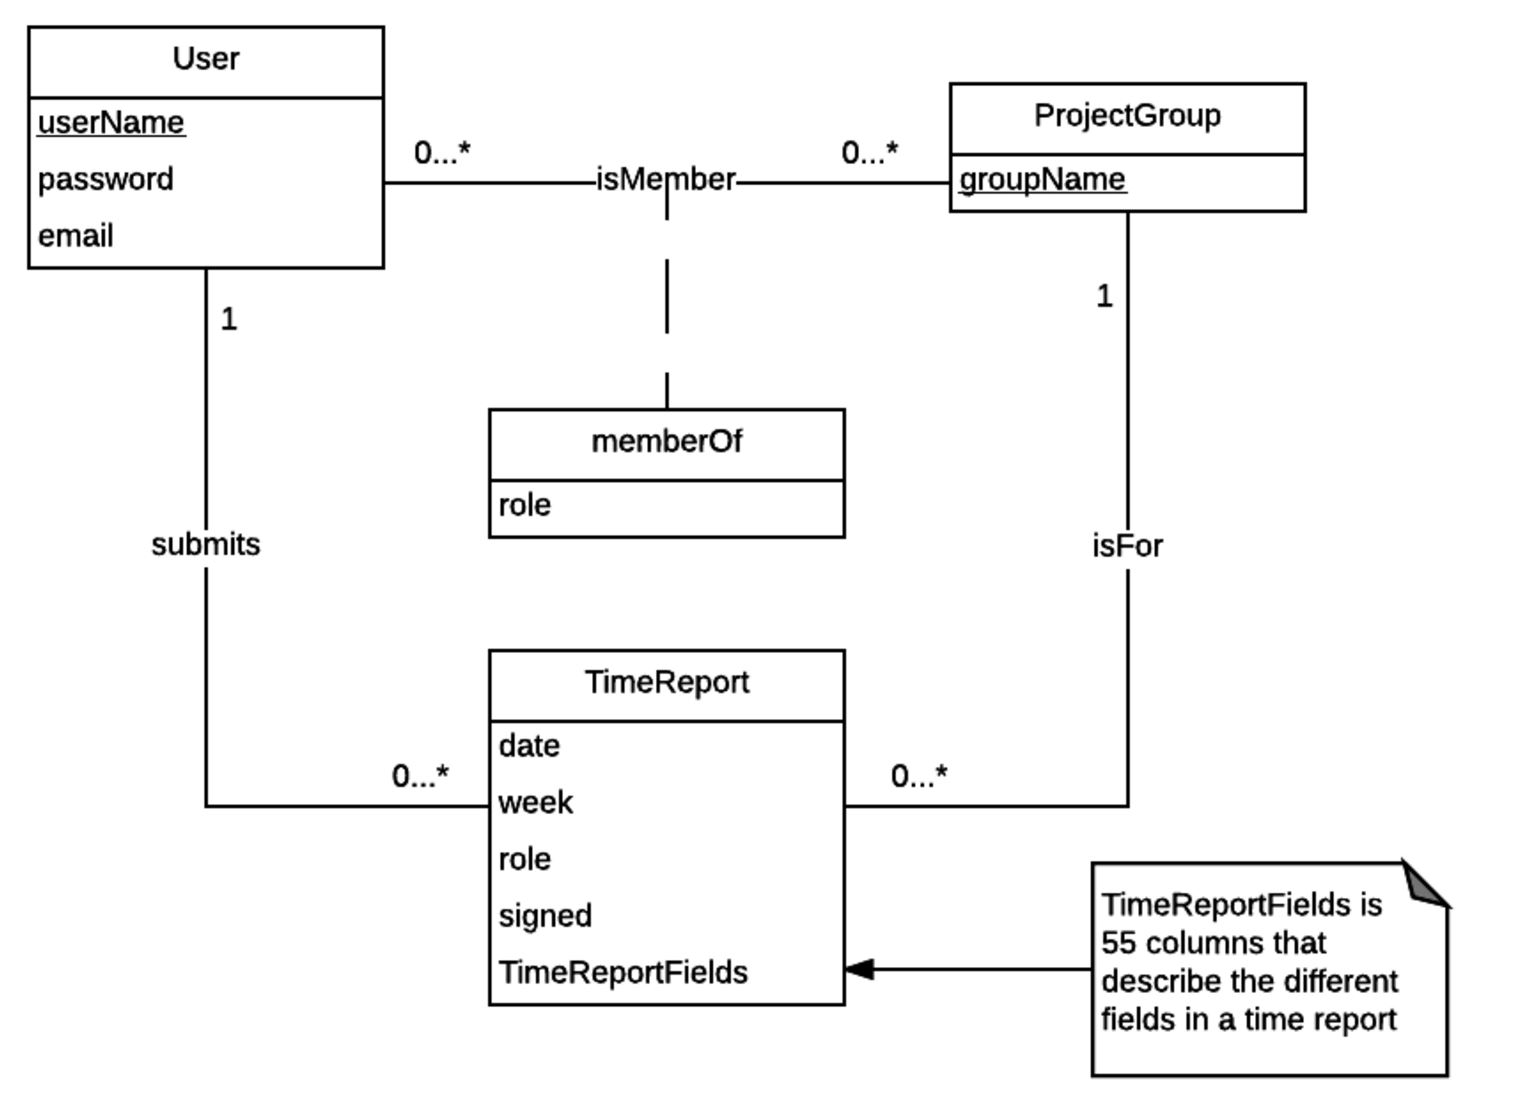 User
userName
password
email
0...*
isMember
0...*
ProjectGroup
groupName
1
1
memberOf
role
submits
isFor
TimeReport
date
week
role
signed
TimeReportFields
0...*
0...*
TimeReportFields is
55 columns that
describe the different
fields in a time report